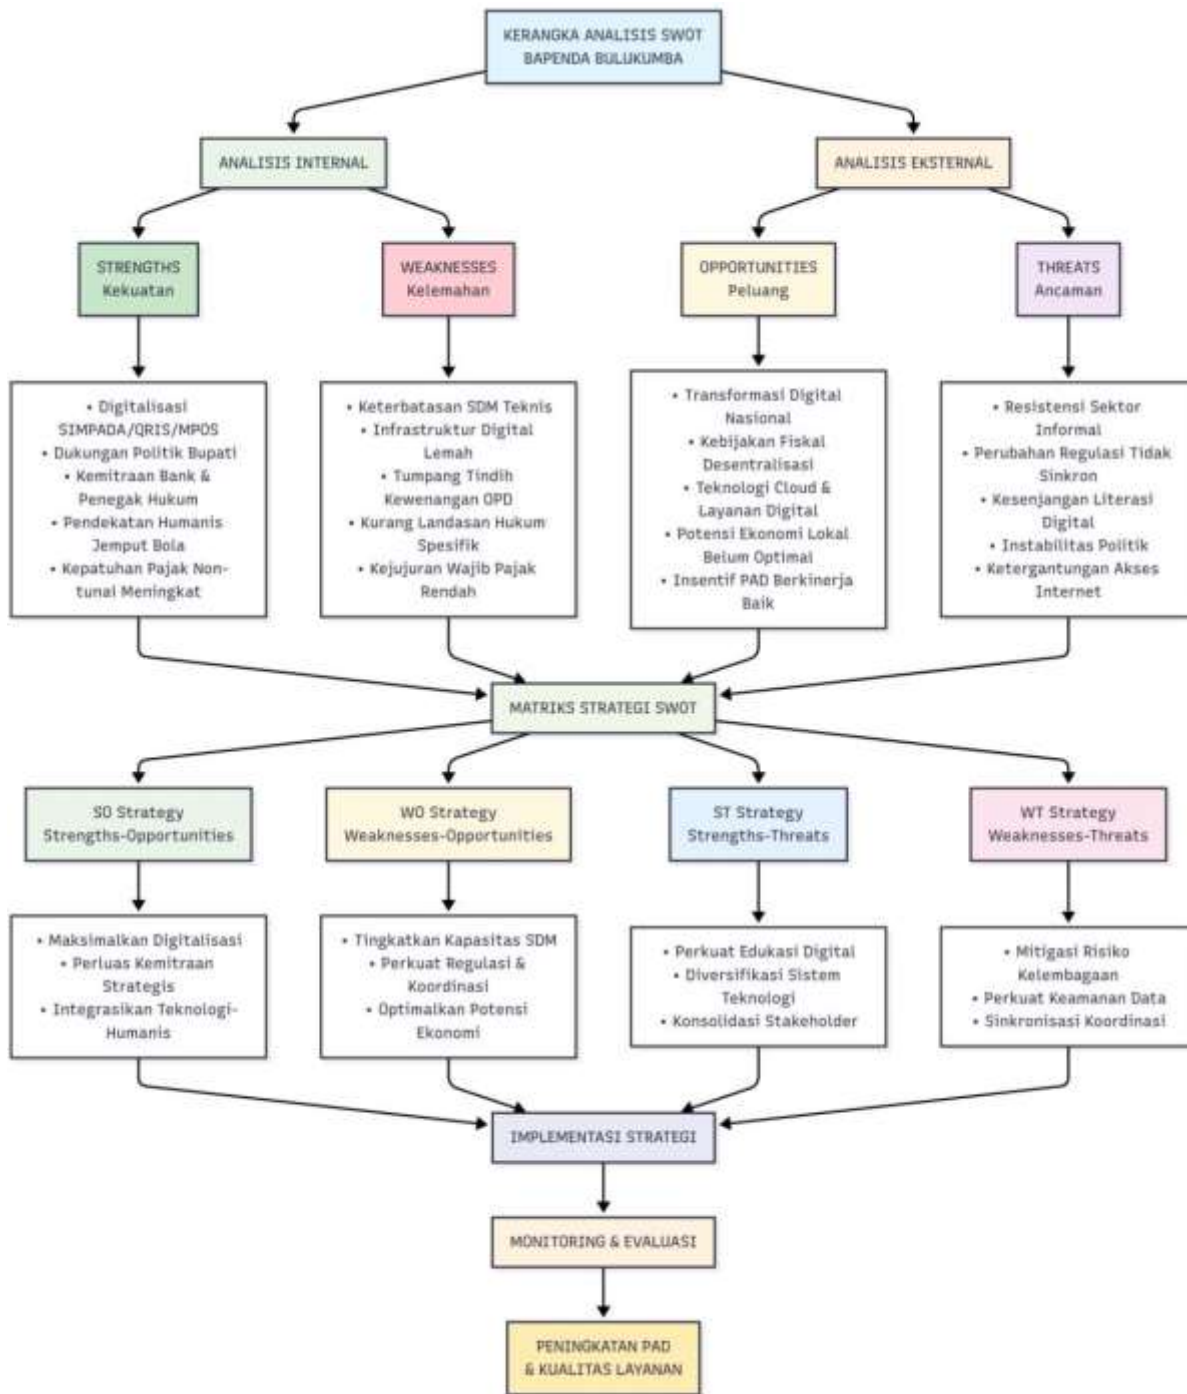 KERANGKA ANALISIS SWOT
BAPENDA BULUKUMBA
ANALISIS INTERNAL
ANALISIS EKSTERNAL
STRENGTHS
Kekuatan
WEAKNESSES
Kelemahan
OPPORTUNITIES
Peluang
THREATS
Ancaman
• Digitalisasi
SIMPADA/QRIS/MPOS
• Dukungan Politik Bupati
• Kemitraan Bank &
Penegak Hukum
• Pendekatan Humanis
Jemput Bola
• Kepatuhan Pajak Non-
tunai Meningkat
• Keterbatasan SDM Teknis
• Infrastruktur Digital
Lemah
• Tumpang Tindih
Kewenangan OPD
• Kurang Landasan Hukum
Spesifik
• Kejujuran Wajib Pajak
Rendah
• Transformasi Digital
Nasional
• Kebijakan Fiskal
Desentralisasi
• Teknologi Cloud &
Layanan Digital
• Potensi Ekonomi Lokal
Belum Optimal
• Insentif PAD Berkinerja
Baik
• Resistensi Sektor
Informal
• Perubahan Regulasi Tidak
Sinkron
• Kesenjangan Literasi
Digital
• Instabilitas Politik
• Ketergantungan Akses
Internet
MATRIKS STRATEGI SWOT
SO Strategy
Strengths-Opportunities
WO Strategy
Weaknesses-Opportunities
ST Strategy
Strengths-Threats
WT Strategy
Weaknesses-Threats
• Maksimalkan Digitalisasi
• Perluas Kemitraan
Strategis
• Integrasikan Teknologi-
Humanis
• Tingkatkan Kapasitas SDM
• Perkuat Regulasi &
Koordinasi
• Optimalkan Potensi
Ekonomi
• Perkuat Edukasi Digital
• Diversifikasi Sistem
Teknologi
• Konsolidasi Stakeholder
• Mitigasi Risiko
Kelembagaan
• Perkuat Keamanan Data
• Sinkronisasi Koordinasi
IMPLEMENTASI STRATEGI
MONITORING & EVALUASI
PENINGKATAN PAD
& KUALITAS LAYANAN